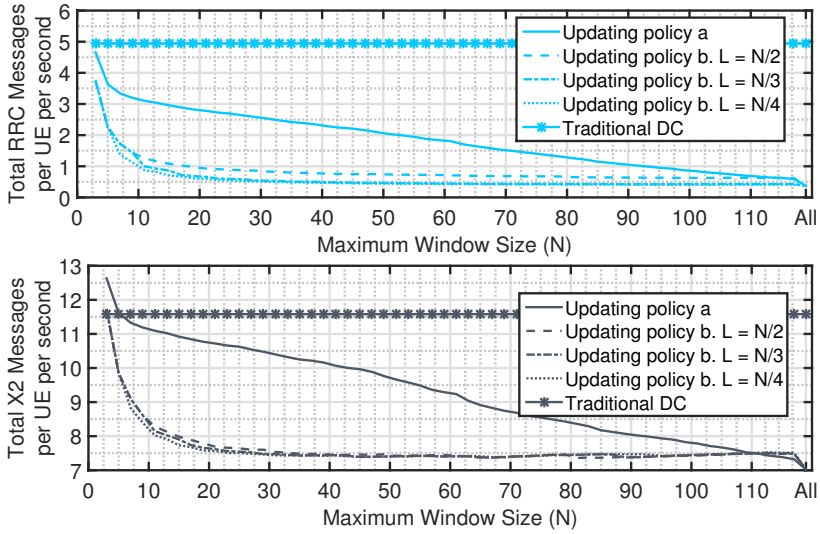 Total RRC Messages
per UE per second
6
5
4
3
2
1
0
0 10 20 30 40 50 60 70 80 90 100 110 All
Maximum Window Size (N)
Updating policy a
Updating policy b. L = N/2
Updating policy b. L = N/3
Updating policy b. L = N/4
Traditional DC
Total X2 Messages
per UE per second
13
12
11
10
9
8
7
0 10 20 30 40 50 60 70 80 90 100 110 All
Maximum Window Size (N)
Updating policy a
Updating policy b. L = N/2
Updating policy b. L = N/3
Updating policy b. L = N/4
Traditional DC